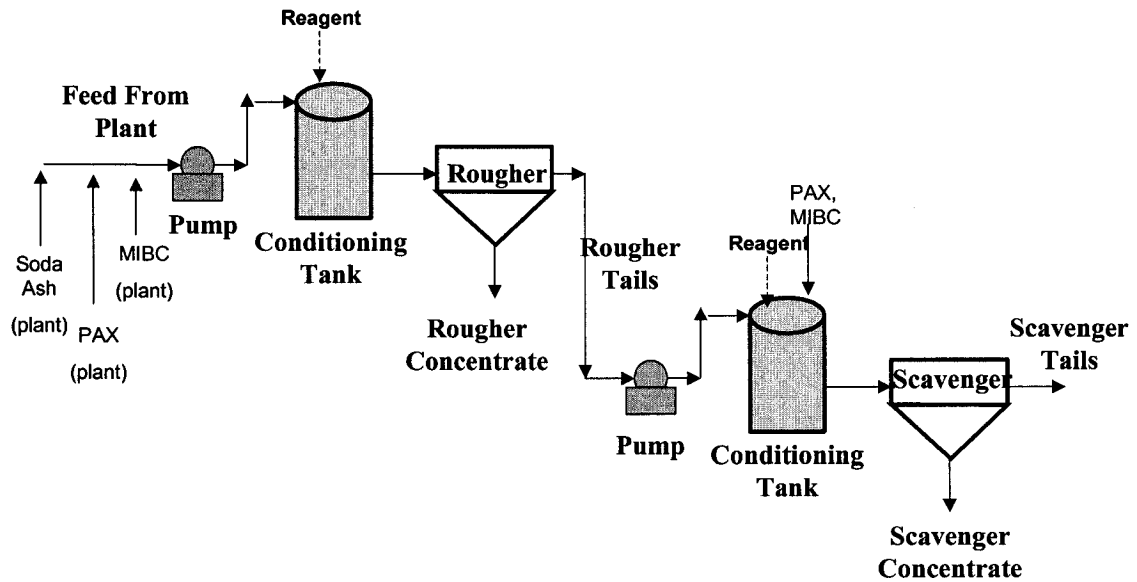 Reagent
Feed From
Plant
Pump
Soda
Ash
(plant)
PAX
(plant)
MIBC
(plant)
Conditioning
Tank
Rougher
Rougher
Concentrate
Rougher
Tails
Pump
PAX,
MIBC
Reagent
Conditioning
Tank
Scavenger
Scavenger
Tails
Scavenger
Concentrate